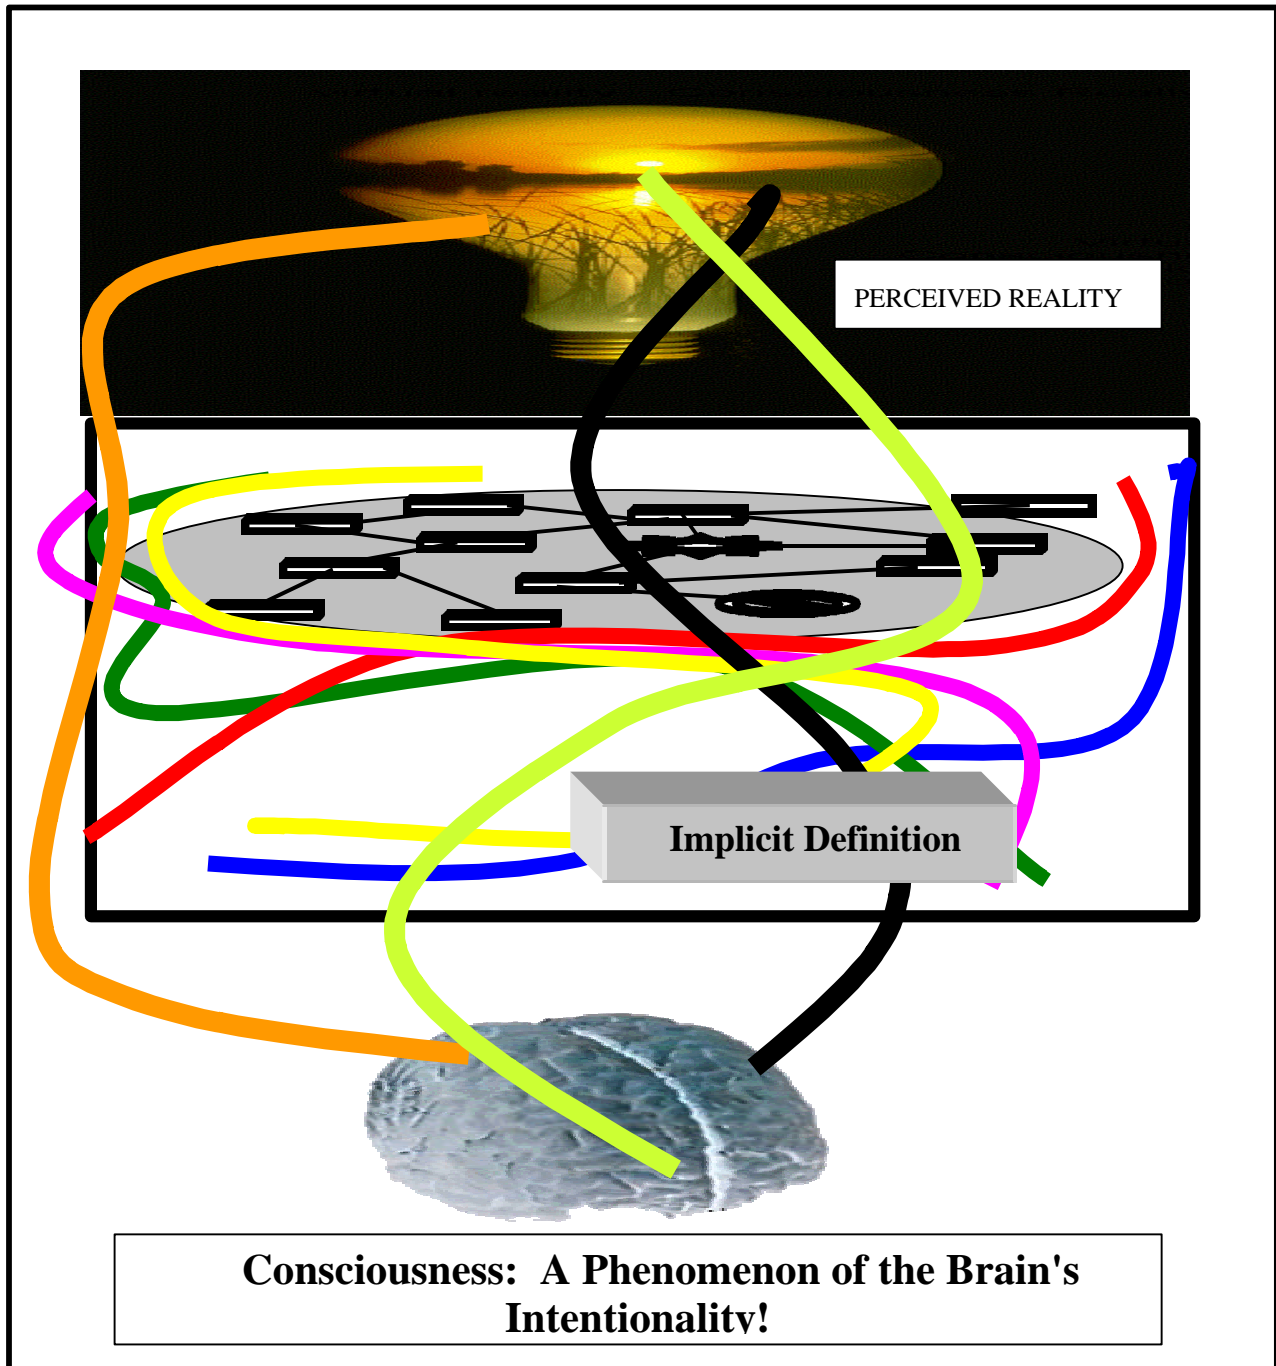 PERCEIVED REALITY
Implicit Definition
Consciousness: A Phenomenon of the Brain's
Intentionality!